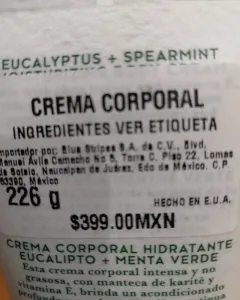 EUCALYPTUS + SPEARMINT
CREMA CORPORAL
INGREDIENTES VER ETIQUETA
Importador por: Blue Stripes S.A. de C.V., Blvd.
Manuel Ávila Camacho No 5, Torre C, Piso 22, Lomas
de Sotelo, Naucalpan de Juárez, Edo de México. C.P.
53390, México
226 g
HECHO EN E.U.A.
$399.00MXN
CREMA CORPORAL HIDRATANTE
EUCALIPTO + MENTA VERDE
Esta crema corporal intensa y no
grasosa, con manteca de karité y
vitamina E, brinda un acondicionado